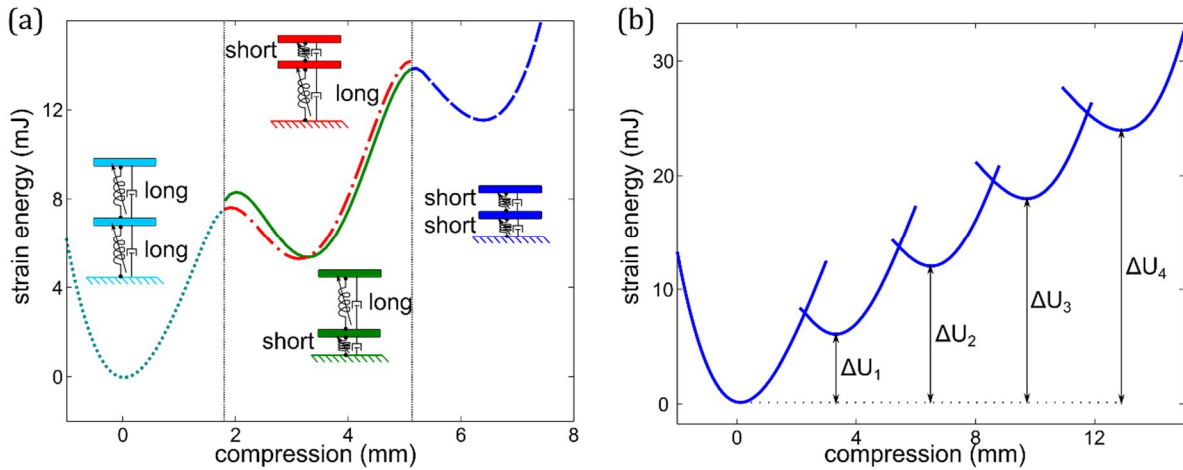 (a)
strain energy (mJ)
12
8
4
0
0
2
4
6
8
compression (mm)
short
long
long
long
long
short
short
short
(b)
strain energy (mJ)
30
20
10
0
0
4
8
12
compression (mm)
ΔU1
ΔU2
ΔU3
ΔU4